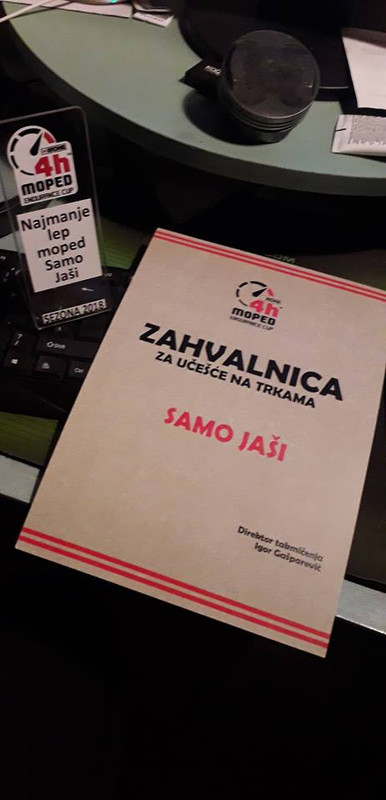 4h
MOPED
ENDURANCE CUP
Najmanje
lep
moped
Samo
Jaši
SEZONA 2018
4h
MOPED
ENDURANCE CUP
ZAHVALNICA
ZA UČEŠĆE NA TRKAMA
SAMO JAŠI
Direktor takmičenja
Igor Gašparević
Ctrl